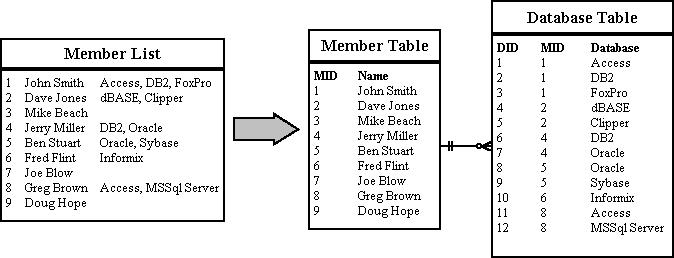 Member List
1 John Smith Access, DB2, FoxPro
2 Dave Jones dBASE, Clipper
3 Mike Beach
4 Jerry Miller DB2, Oracle
5 Ben Stuart Oracle, Sybase
6 Fred Flint Informix
7 Joe Blow
8 Greg Brown Access, MSSql Server
9 Doug Hope
Member Table
MID Name
1 John Smith
2 Dave Jones
3 Mike Beach
4 Jerry Miller
5 Ben Stuart
6 Fred Flint
7 Joe Blow
8 Greg Brown
9 Doug Hope
Database Table
DID MID Database
1 1 Access
2 1 DB2
3 1 FoxPro
4 2 dBASE
5 2 Clipper
6 4 DB2
7 4 Oracle
8 5 Oracle
9 5 Sybase
10 6 Informix
11 8 Access
12 8 MSSql Server